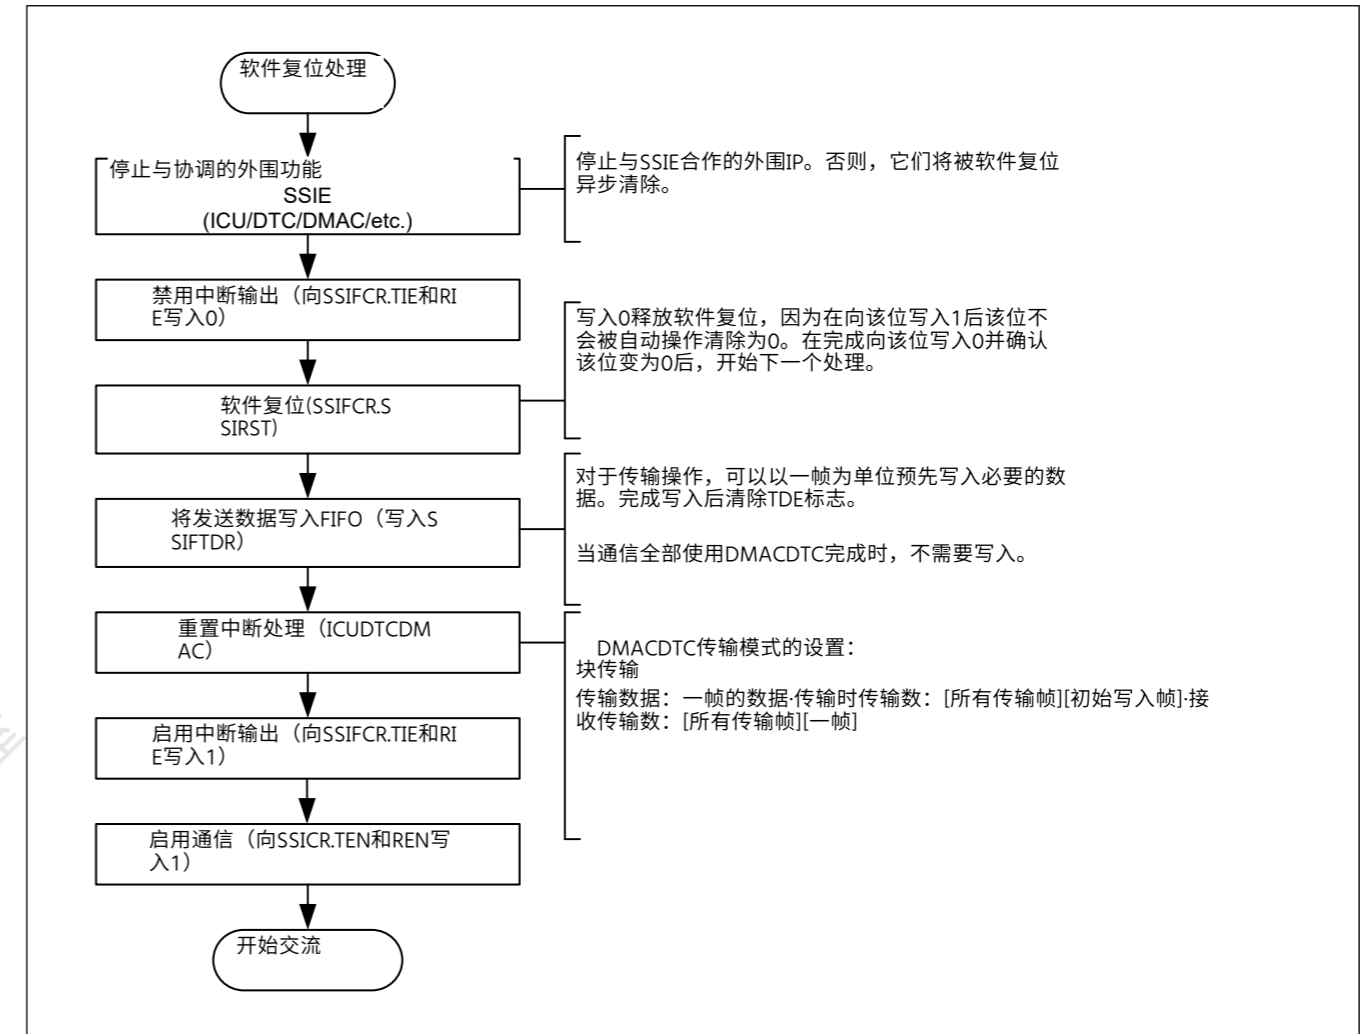 软件复位处理
停止与协调的外围功能
SSIE
(ICU/DTC/DMAC/etc.)
停止与SSIE合作的外围IP。否则，它们将被软件复位
异步清除。
禁用中断输出（向SSIFCR.TIE和RI
E写入0）
写入0释放软件复位，因为在向该位写入1后该位不
会被自动操作清除为0。在完成向该位写入0并确认
该位变为0后，开始下一个处理。
软件复位(SSIFCR.S
SIRST)
对于传输操作，可以以一帧为单位预先写入必要的数
据。完成写入后清除TDE标志。
将发送数据写入FIFO（写入S
SIFTDR）
当通信全部使用DMACDTC完成时，不需要写入。
重置中断处理（ICUDTCDM
AC）
DMACDTC传输模式的设置：
块传输
传输数据：一帧的数据·传输时传输数：[所有传输帧][初始写入帧]·接
收传输数：[所有传输帧][一帧]
启用中断输出（向SSIFCR.TIE和RI
E写入1）
启用通信（向SSICR.TEN和REN写
入1）
开始交流